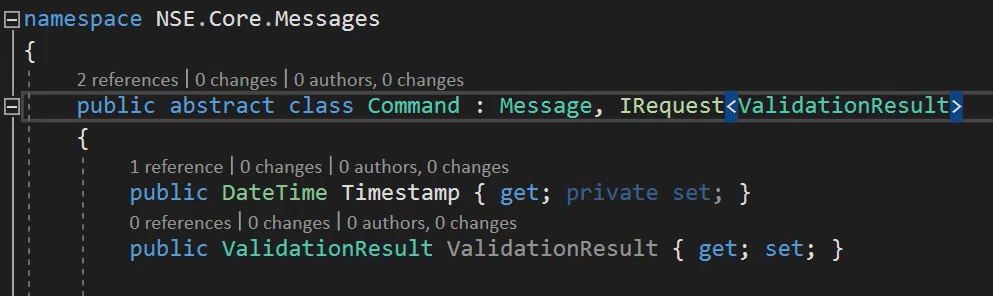 namespace NSE.Core.Messages
{
2 references | 0 changes | 0 authors, 0 changes
public abstract class Command : Message, IRequest<ValidationResult>
{
1 reference | 0 changes | 0 authors, 0 changes
public DateTime Timestamp { get; private set; }
0 references | 0 changes | 0 authors, 0 changes
public ValidationResult ValidationResult { get; set; }